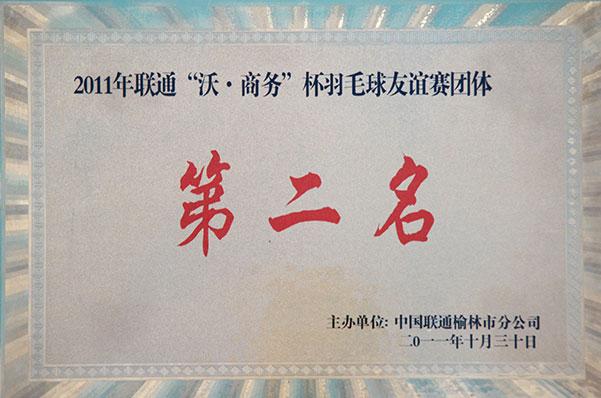 2011年联通“沃·商务”杯羽毛球友谊赛团体
第二名
主办单位: 中国联通榆林市分公司
二0一一年十月三十日